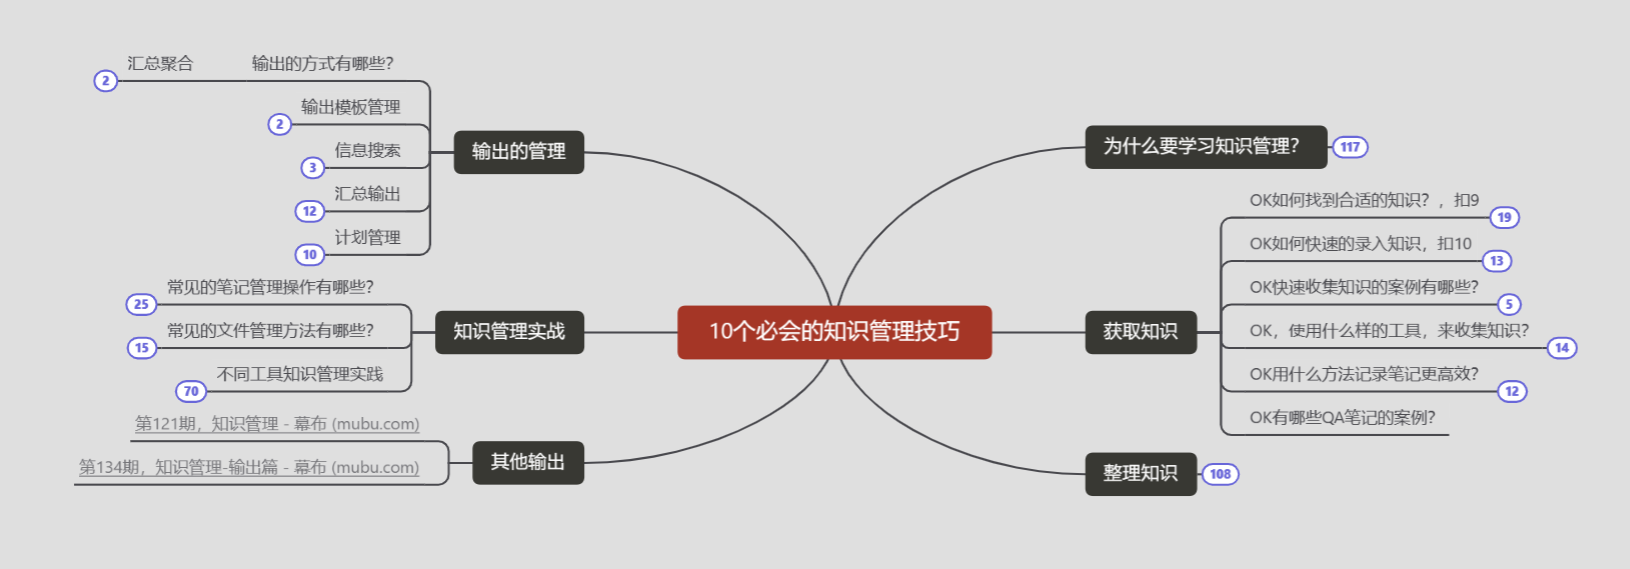 10个必会的知识管理技巧
为什么要学习知识管理？
117
获取知识
OK如何找到合适的知识？，扣9
19
OK如何快速的录入知识，扣10
13
OK快速收集知识的案例有哪些？
5
OK，使用什么样的工具，来收集知识？
14
OK用什么方法记录笔记更高效？
12
OK有哪些QA笔记的案例？
整理知识
108
输出的管理
输出的方式有哪些？
汇总聚合
2
输出模板管理
2
信息搜索
3
汇总输出
12
计划管理
10
知识管理实战
常见的笔记管理操作有哪些？
25
常见的文件管理方法有哪些？
15
不同工具知识管理实践
70
其他输出
第121期，知识管理 - 幕布 (mubu.com)
第134期，知识管理-输出篇 - 幕布 (mubu.com)